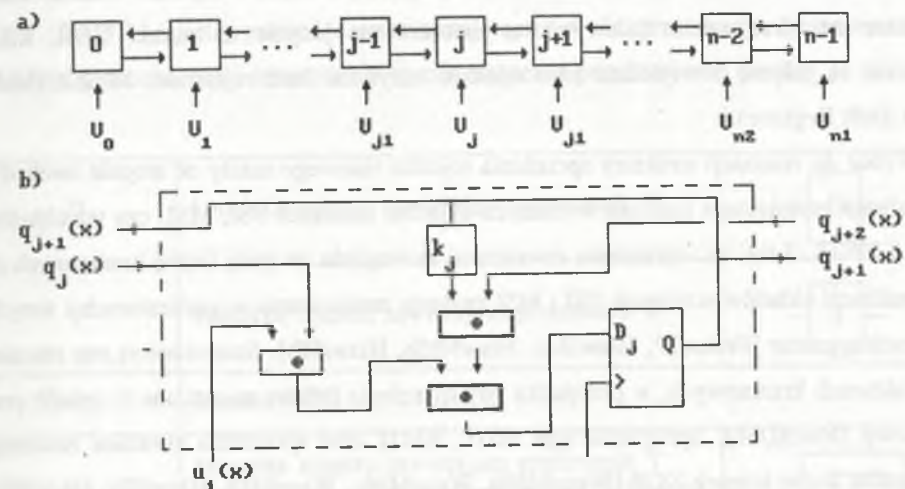 a)
0 1 ... j-1 j j+1 ... n-2 n-1
U0 U1 Uj1 Uj Uj1 Un2 Un1
b)
qj+1(x) qj+2(x)
qj(x) kj qj+1(x)
Dj Q
uj(x)